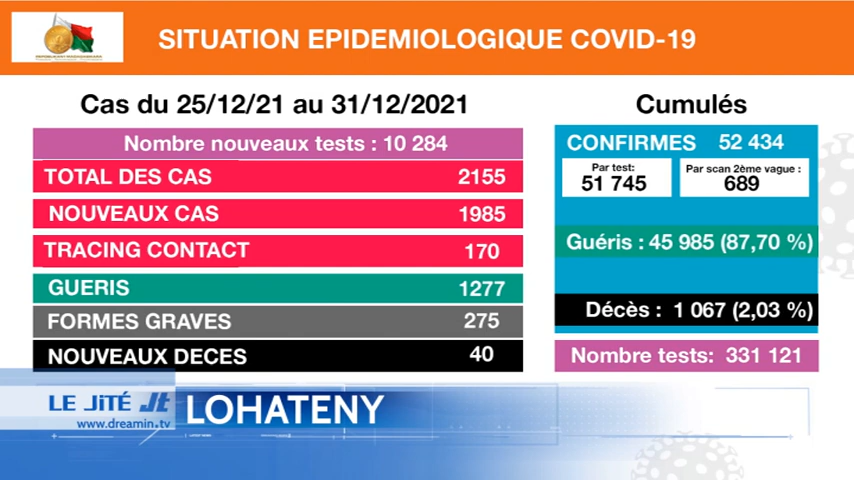 SITUATION EPIDEMIOLOGIQUE COVID-19
Cas du 25/12/21 au 31/12/2021
Nombre nouveaux tests : 10 284
TOTAL DES CAS 2155
NOUVEAUX CAS 1985
TRACING CONTACT 170
GUERIS 1277
FORMES GRAVES 275
NOUVEAUX DECES 40
Cumulés
CONFIRMES 52 434
Par test:
51 745
Par scan 2ème vague :
689
Guéris : 45 985 (87,70 %)
Décès : 1 067 (2,03 %)
Nombre tests: 331 121
LE JiTÉ Jt
www.dreamin.tv
LOHATENY